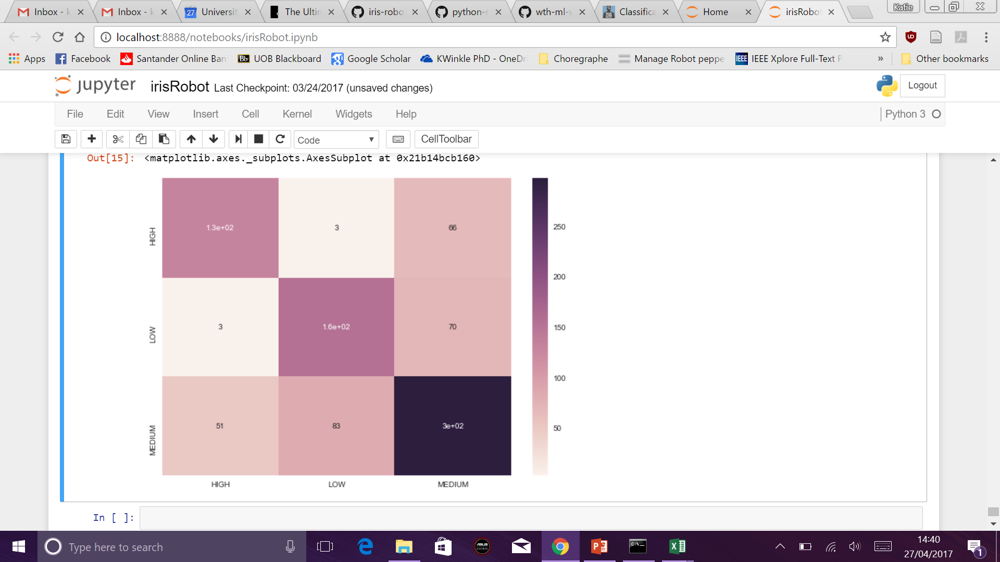 Inbox - k
Inbox - k
27 Universit
The Ultin
iris-robo
python-r
wth-ml-v
Classifica
Home
irisRobot
Katie
localhost:8888/notebooks/irisRobot.ipynb
Apps
Facebook
Santander Online Ban
Bb UOB Blackboard
Google Scholar
KWinkle PhD - OneDri
Choregraphe
Manage Robot peppe
IEEE IEEE Xplore Full-Text P
»
Other bookmarks
jupyter irisRobot Last Checkpoint: 03/24/2017 (unsaved changes)
Logout
File Edit View Insert Cell Kernel Widgets Help
Python 3
Code
CellToolbar
Out[15]: <matplotlib.axes._subplots.AxesSubplot at 0x21b14bcb160>
HIGH 1.3e+02 3 66
LOW 3 1.6e+02 70
MEDIUM 51 83 3e+02
HIGH LOW MEDIUM
250
200
150
100
50
In [ ]:
Type here to search
14:40
27/04/2017
1